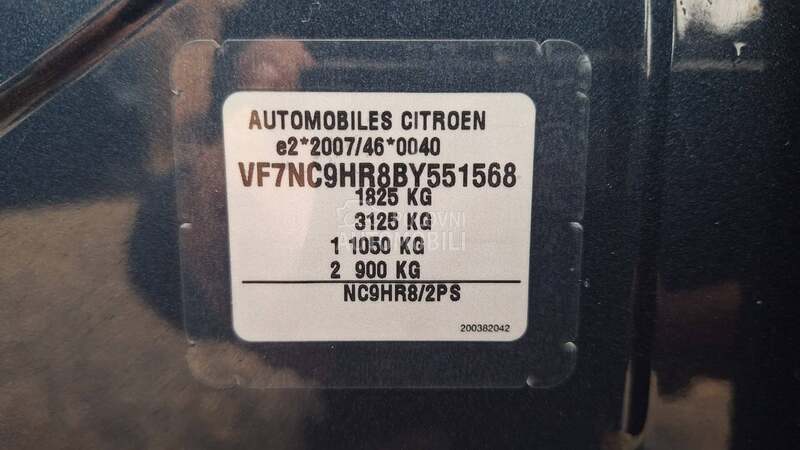 AUTOMOBILES CITROEN
e2*2007/46*0040
VF7NC9HR8BY551568
1825 KG
3125 KG
1 1050 KG
2 900 KG
NC9HR8/2PS
200382042